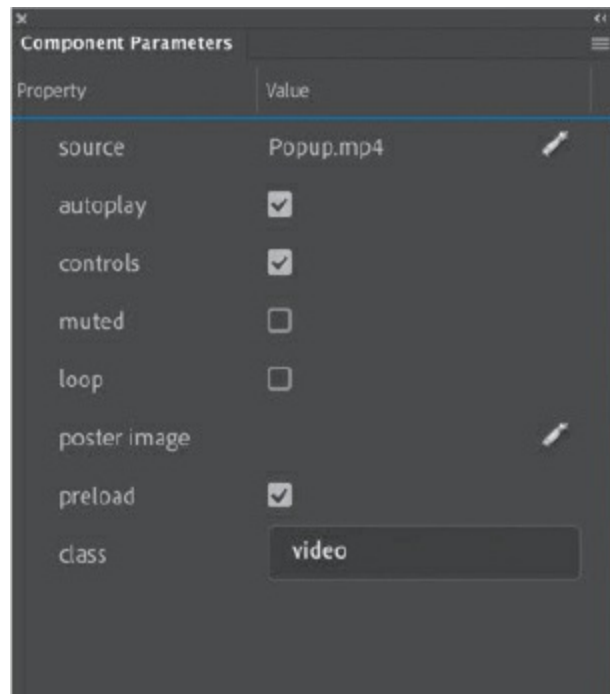 Component Parameters
Property Value
source Popup.mp4
autoplay
controls
muted
loop
poster image
preload
class video